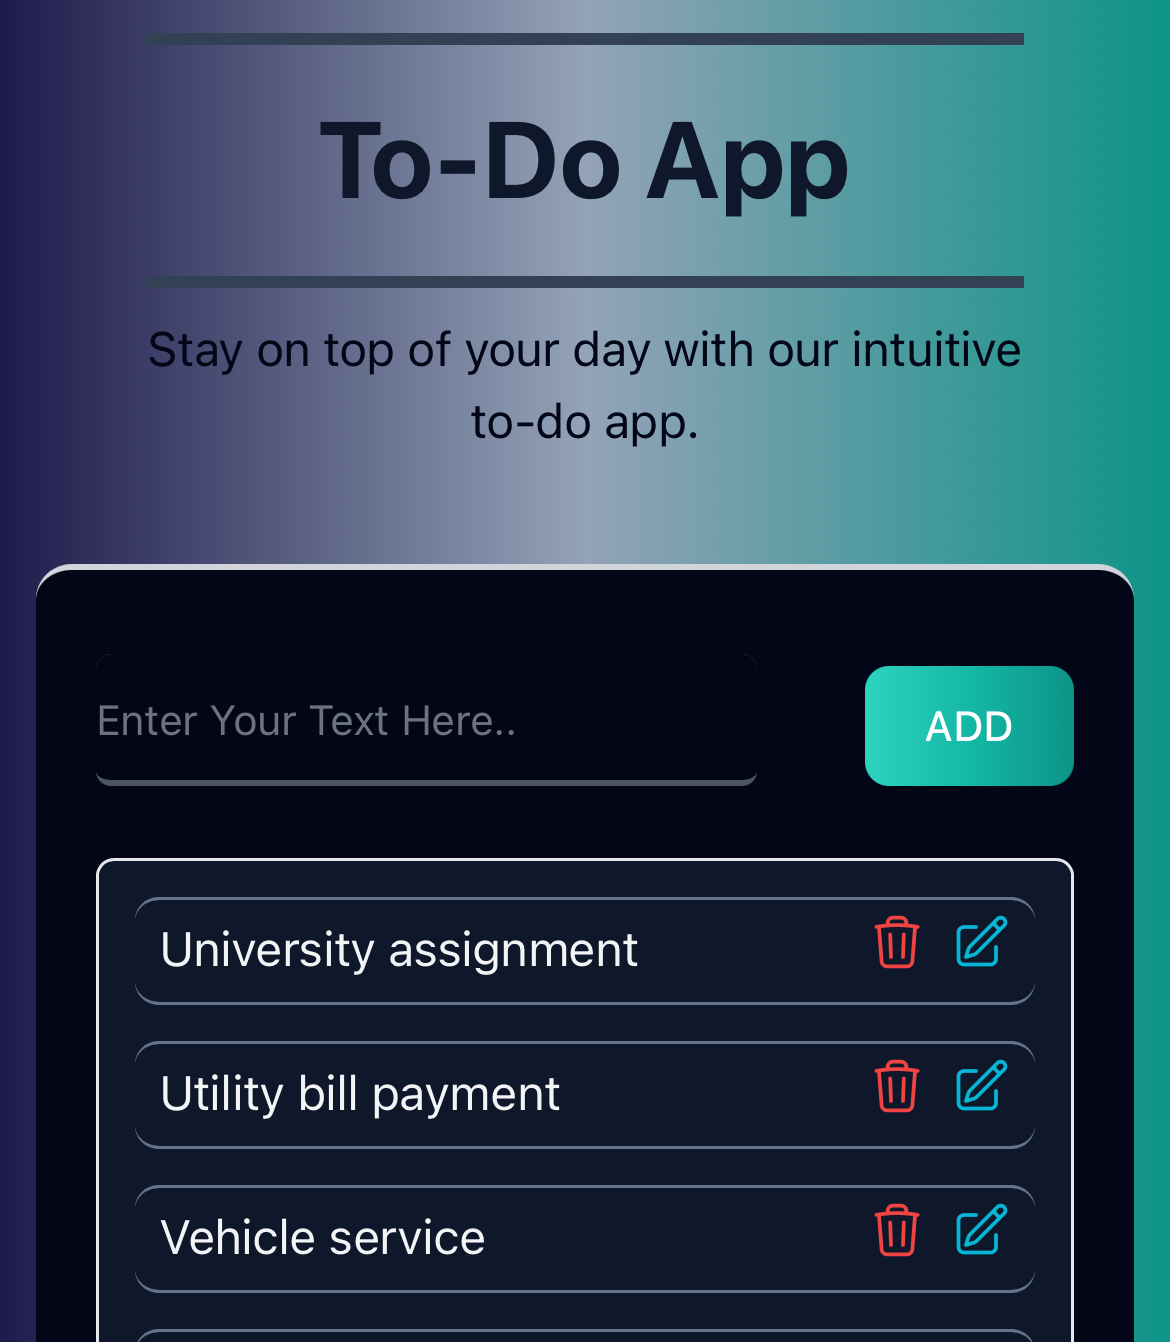 To-Do App
Stay on top of your day with our intuitive
to-do app.
Enter Your Text Here..
ADD
University assignment
Utility bill payment
Vehicle service